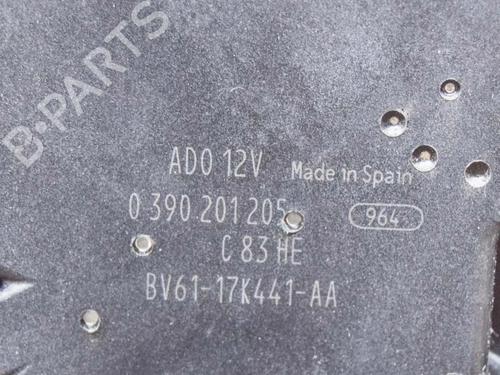 B-PARTS
ADO 12V
Made in Spain
0 390 201 205
964
C 83 HE
BV61-17K441-AA